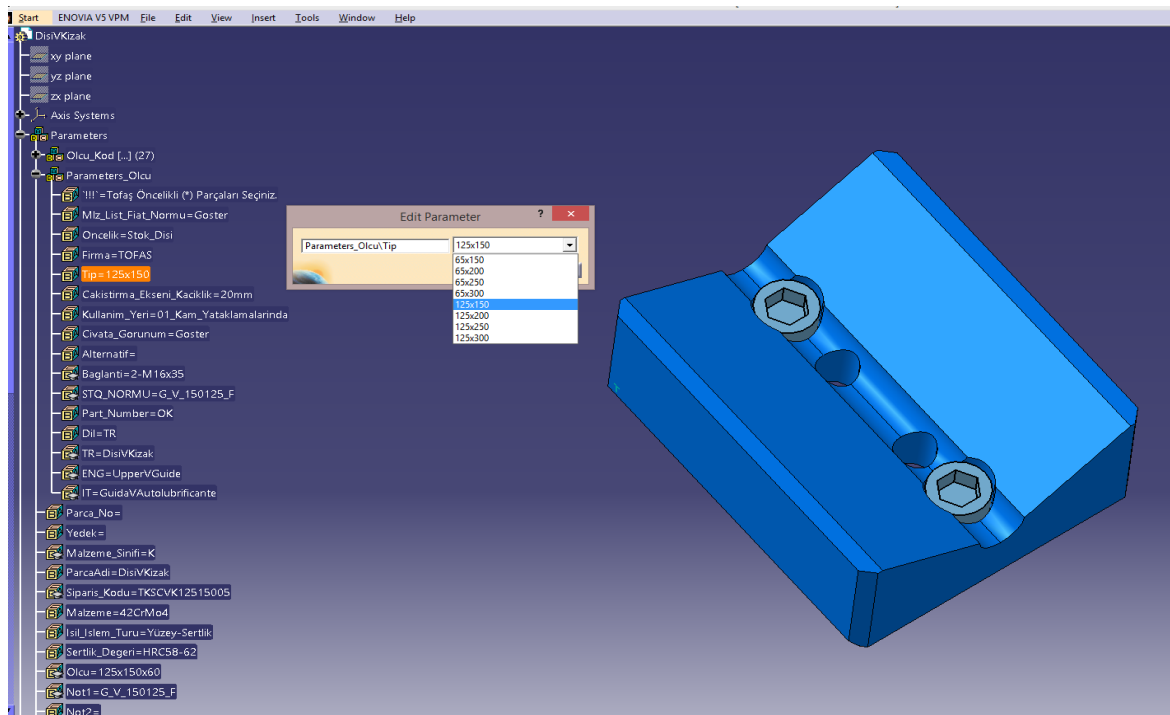 Start ENOVIA V5 VPM File Edit View Insert Tools Window Help
DisiVKizak
xy plane
yz plane
zx plane
Axis Systems
Parameters
Olcu_Kod [...] (27)
Parameters_Olcu
`!!!`=Tofaş Öncelikli (*) Parçaları Seçiniz.
Mlz_List_Fiat_Normu=Goster
Oncelik=Stok_Disi
Firma=TOFAS
Tip=125x150
Cakistirma_Ekseni_Kaciklik=20mm
Kullanim_Yeri=01_Kam_Yataklamalarinda
Civata_Gorunum=Goster
Alternatif=
Baglanti=2-M16x35
STQ_NORMU=G_V_150125_F
Part_Number=OK
Dil=TR
TR=DisiVKizak
ENG=UpperVGuide
IT=GuidaVAutolubrificante
Parca_No=
Yedek=
Malzeme_Sinifi=K
ParcaAdi=DisiVKizak
Siparis_Kodu=TKSCVK12515005
Malzeme=42CrMo4
Isil_Islem_Turu=Yüzey-Sertlik
Sertlik_Degeri=HRC58-62
Olcu=125x150x60
Not1=G_V_150125_F
Not2=
Edit Parameter ? ×
Parameters_Olcu\Tip 125x150
65x150
65x200
65x250
65x300
125x150
125x200
125x250
125x300